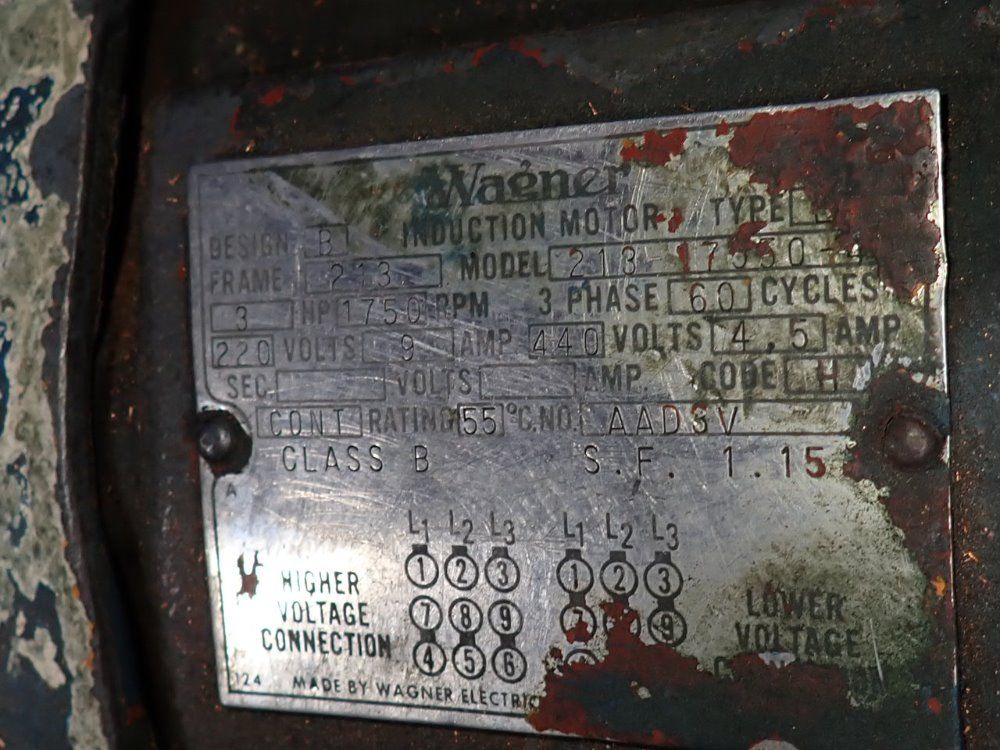 Wagner
INDUCTION MOTOR TYPE
DESIGN B
FRAME 213 MODEL 213-17550-
3 HP 1750 RPM 3 PHASE 60 CYCLES
220 VOLTS 9 AMP 440 VOLTS 4.5 AMP
SEC. VOLTS AMP. CODE H
CONT RATING 55 °C. NO. AAD3V
CLASS B S.F. 1.15
A
L1 L2 L3 L1 L2 L3
1 2 3 1 2 3
HIGHER VOLTAGE CONNECTION
7 8 9 9
4 5 6
LOWER VOLTAGE
124 MADE BY WAGNER ELECTRIC